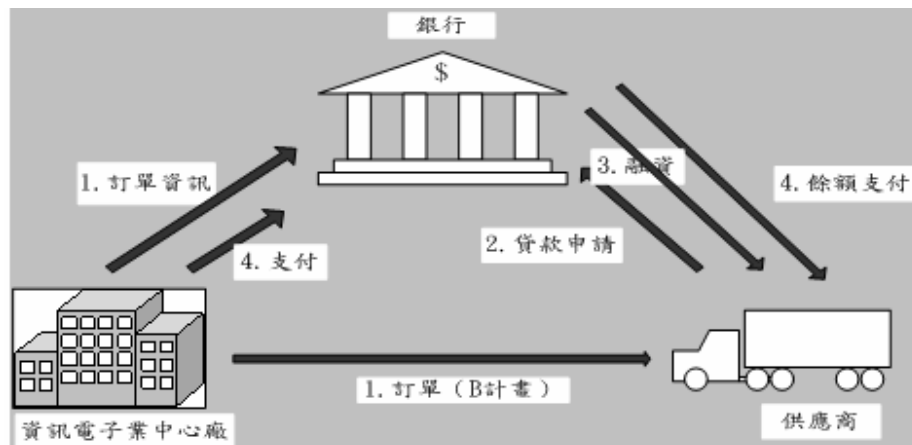 銀行
$
1.訂單資訊
3.融資
4.餘額支付
4.支付
2.貸款申請
1.訂單（B計畫）
資訊電子業中心廠
供應商